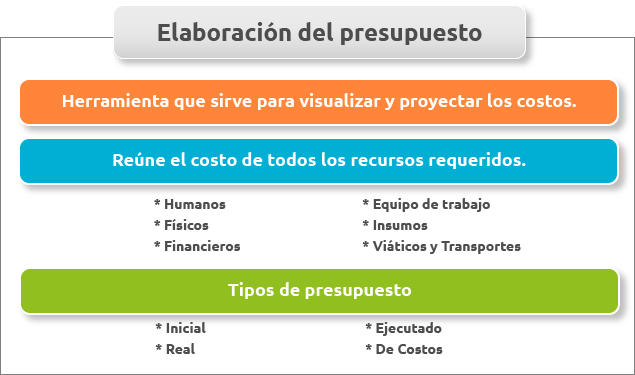 Elaboración del presupuesto
Herramienta que sirve para visualizar y proyectar los costos.
Reúne el costo de todos los recursos requeridos.
* Humanos
* Físicos
* Financieros
* Equipo de trabajo
* Insumos
* Viáticos y Transportes
Tipos de presupuesto
* Inicial
* Real
* Ejecutado
* De Costos